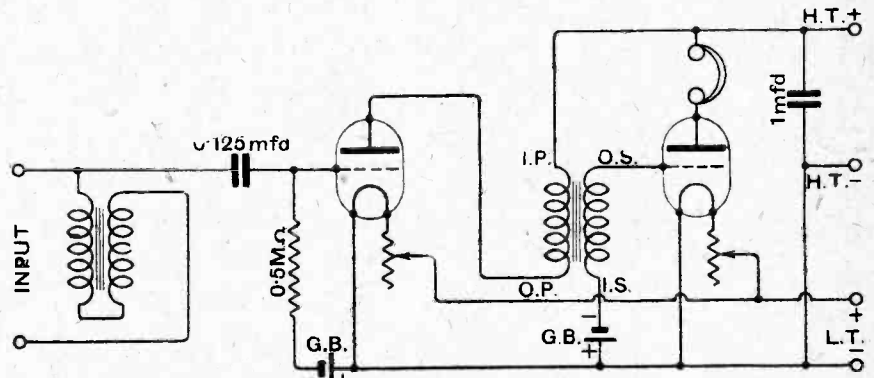 H.T.+
0·125 mfd
1mfd
I.P.
O.S.
H.T.-
INPUT
0·5MΩ
O.P.
I.S.
-
+
G.B.
G.B.
+
L.T.
-
+